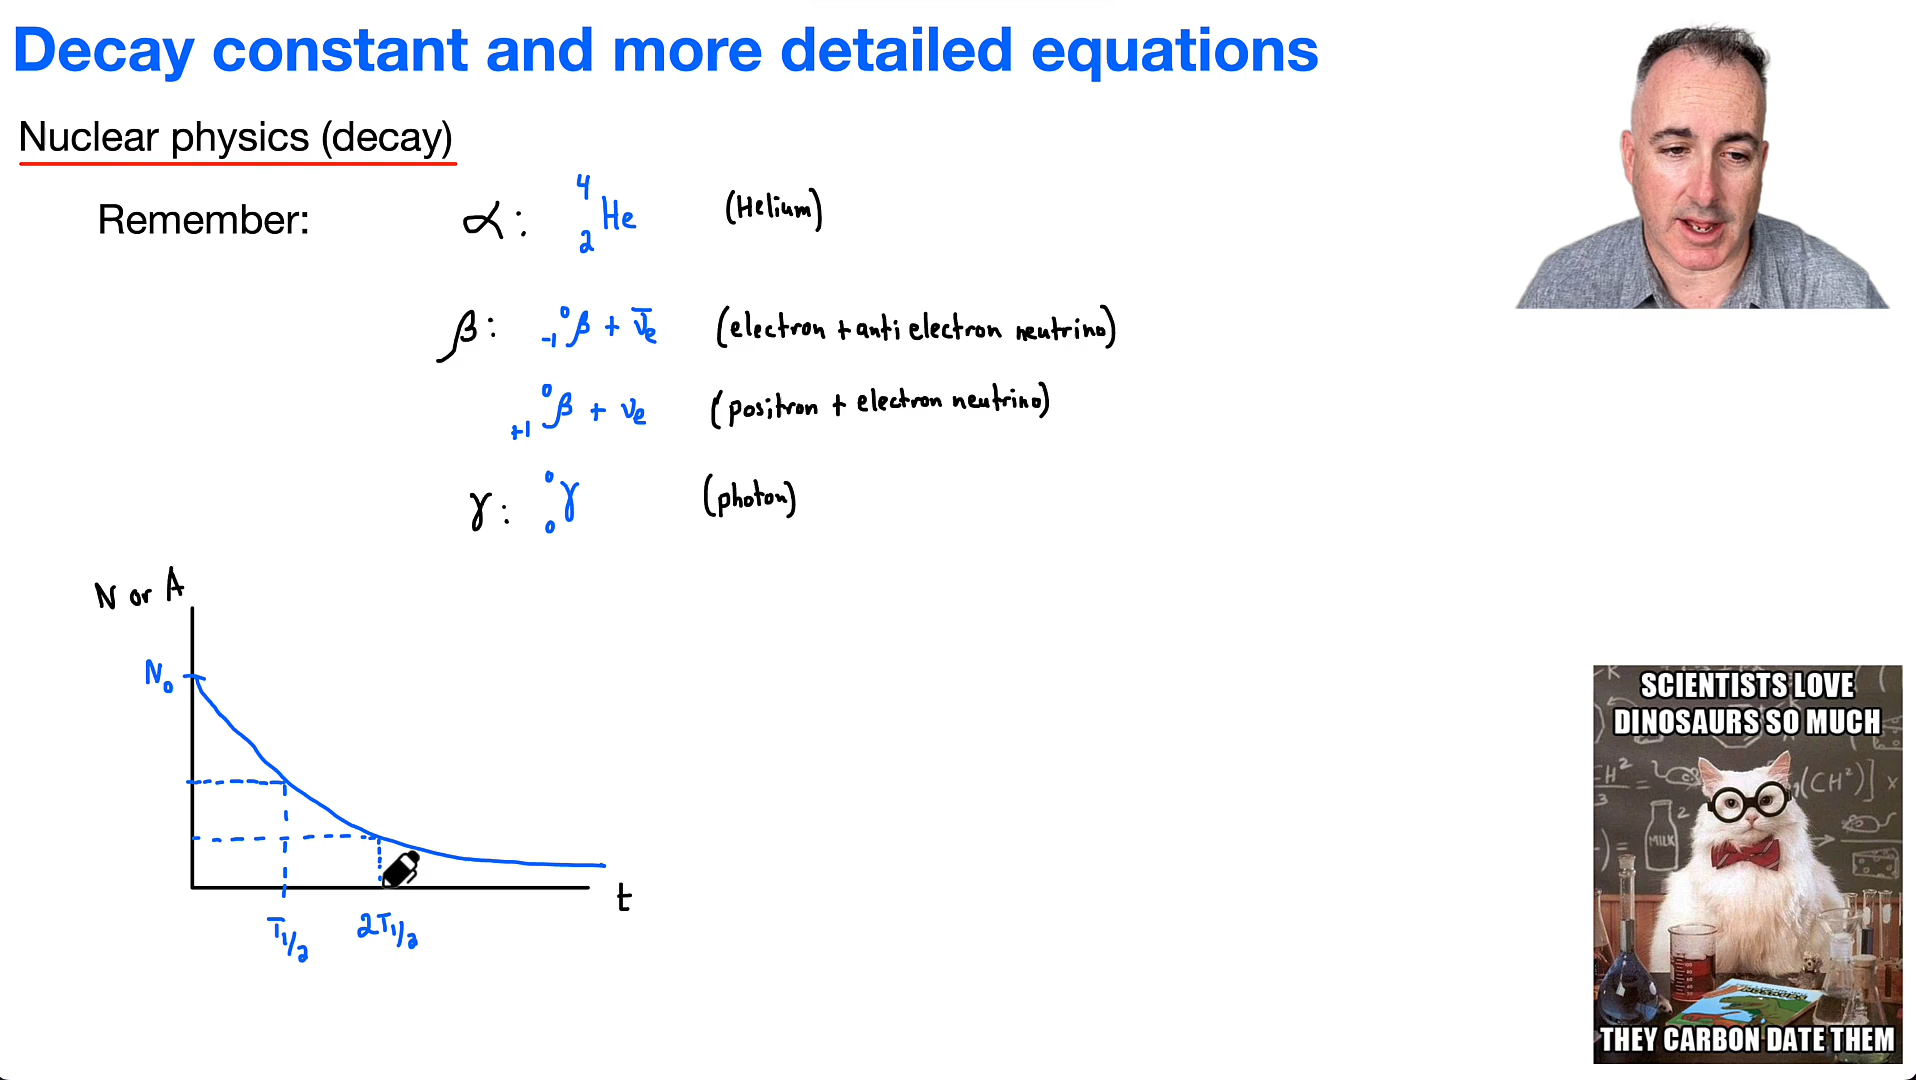 Decay constant and more detailed equations
Nuclear physics (decay)
Remember:
α: ⁴₂He (Helium)
β: ⁰₋₁β + ν̄ₑ (electron + anti electron neutrino)
⁰₊₁β + νₑ (positron + electron neutrino)
γ: ⁰₀γ (photon)
N or A
N₀
t
T₁/₂ 2T₁/₂
SCIENTISTS LOVE
DINOSAURS SO MUCH
MILK
THEY CARBON DATE THEM